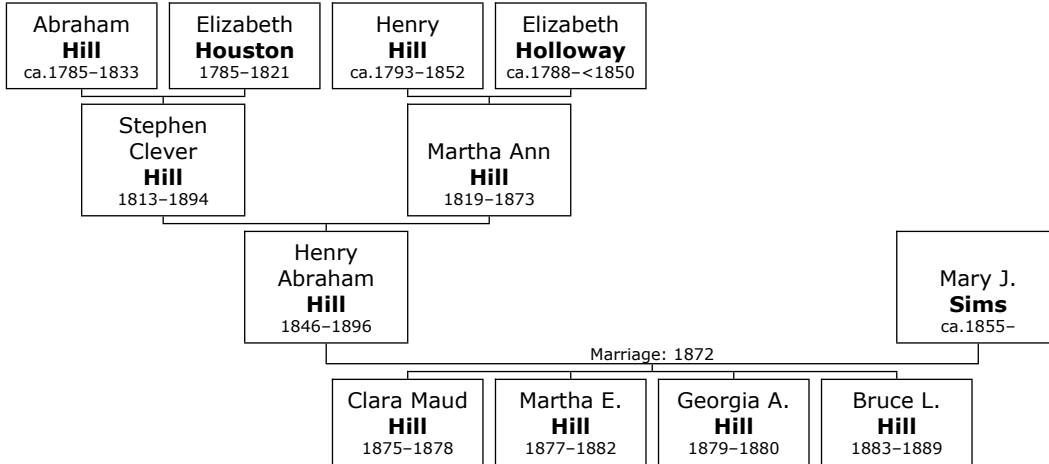 Abraham
Hill
ca.1785–1833
Elizabeth
Houston
1785–1821
Henry
Hill
ca.1793–1852
Elizabeth
Holloway
ca.1788–<1850
Stephen
Clever
Hill
1813–1894
Martha Ann
Hill
1819–1873
Henry
Abraham
Hill
1846–1896
Mary J.
Sims
ca.1855–
Marriage: 1872
Clara Maud
Hill
1875–1878
Martha E.
Hill
1877–1882
Georgia A.
Hill
1879–1880
Bruce L.
Hill
1883–1889